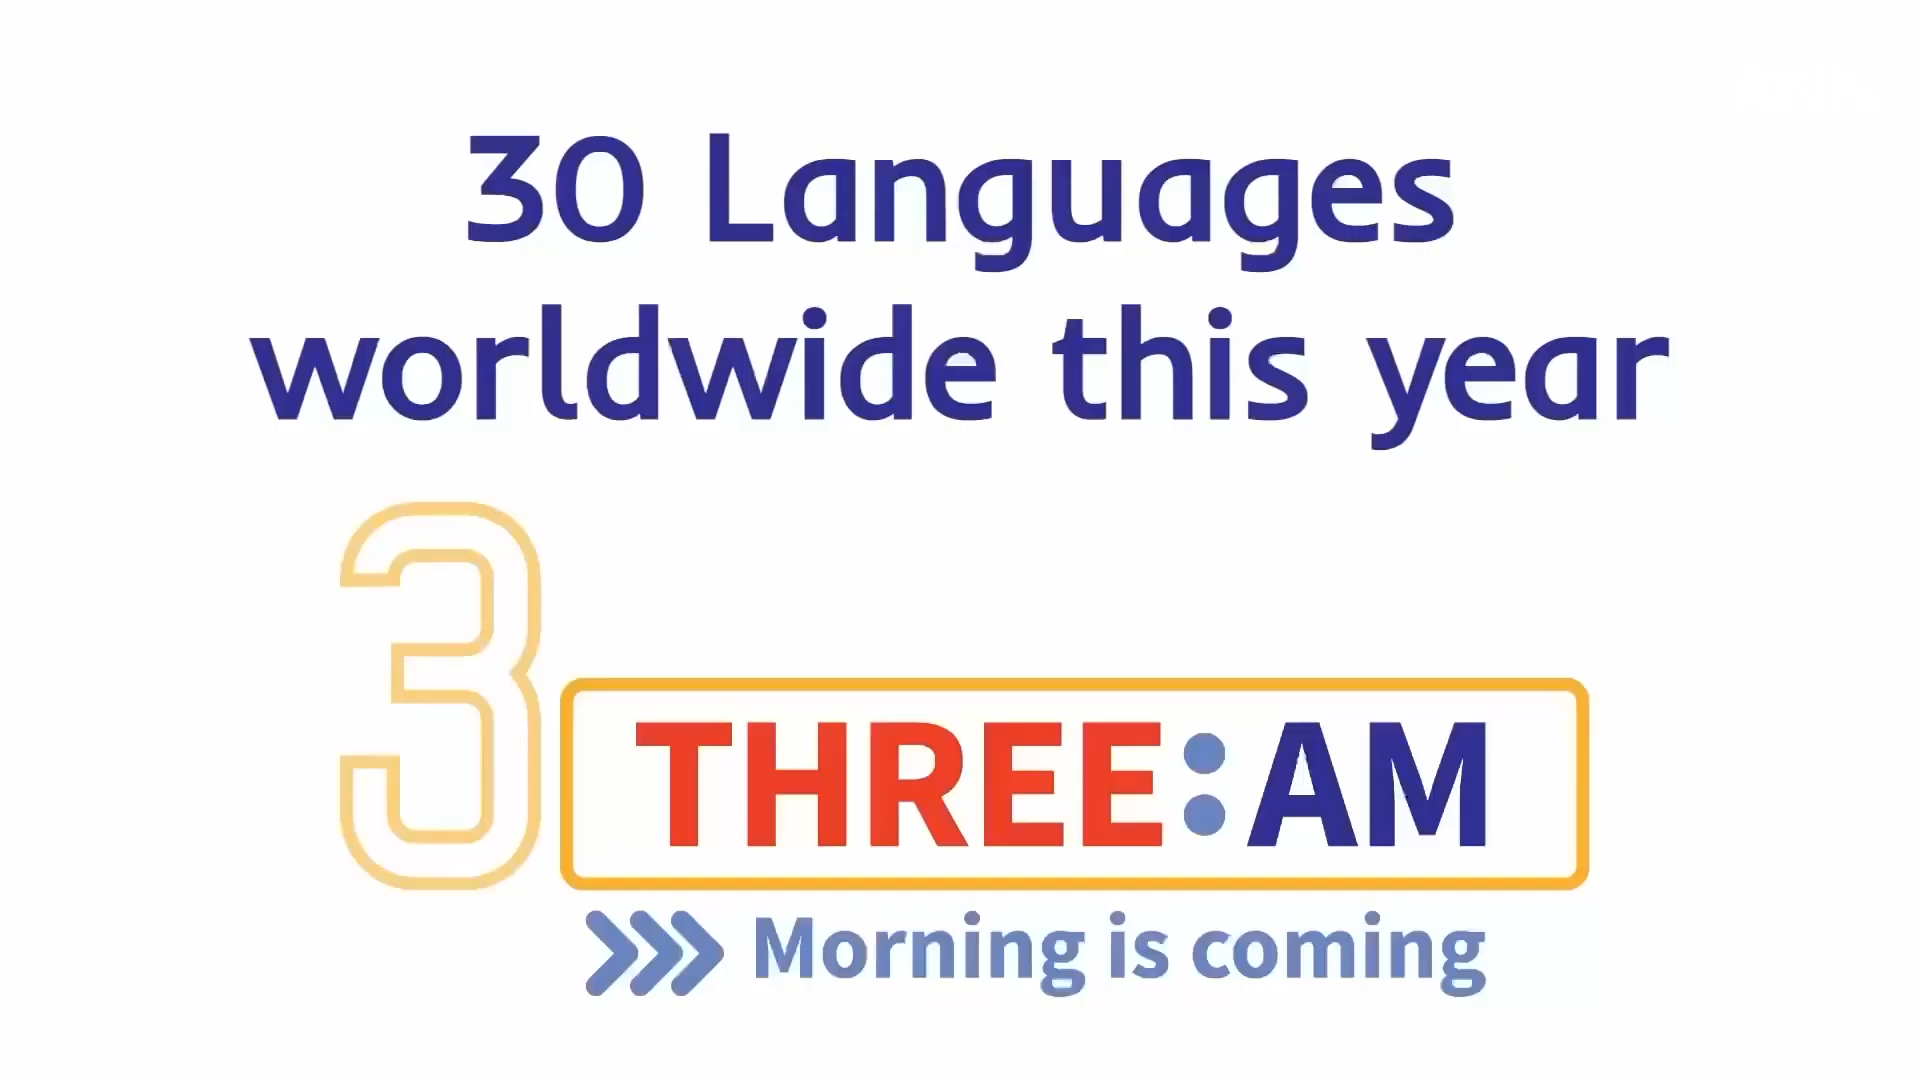 30 Languages
worldwide this year
3
THREE:AM
Morning is coming